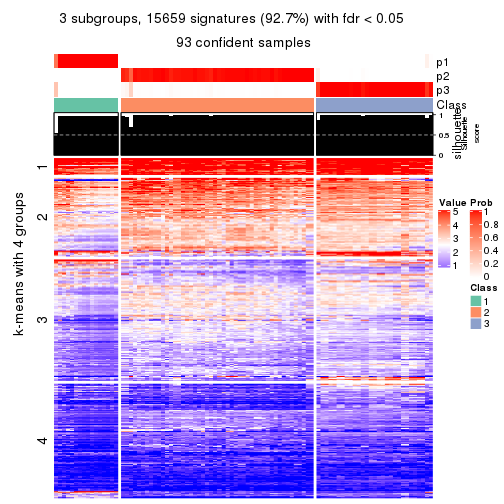 3 subgroups, 15659 signatures (92.7%) with fdr < 0.05
93 confident samples
p1
p2
p3
Class
1
0.5
0
silhouette
Silhouette
score
k-means with 4 groups
1
2
3
4
Value
5
4
3
2
1
Prob
1
0.8
0.6
0.4
0.2
0
Class
1
2
3